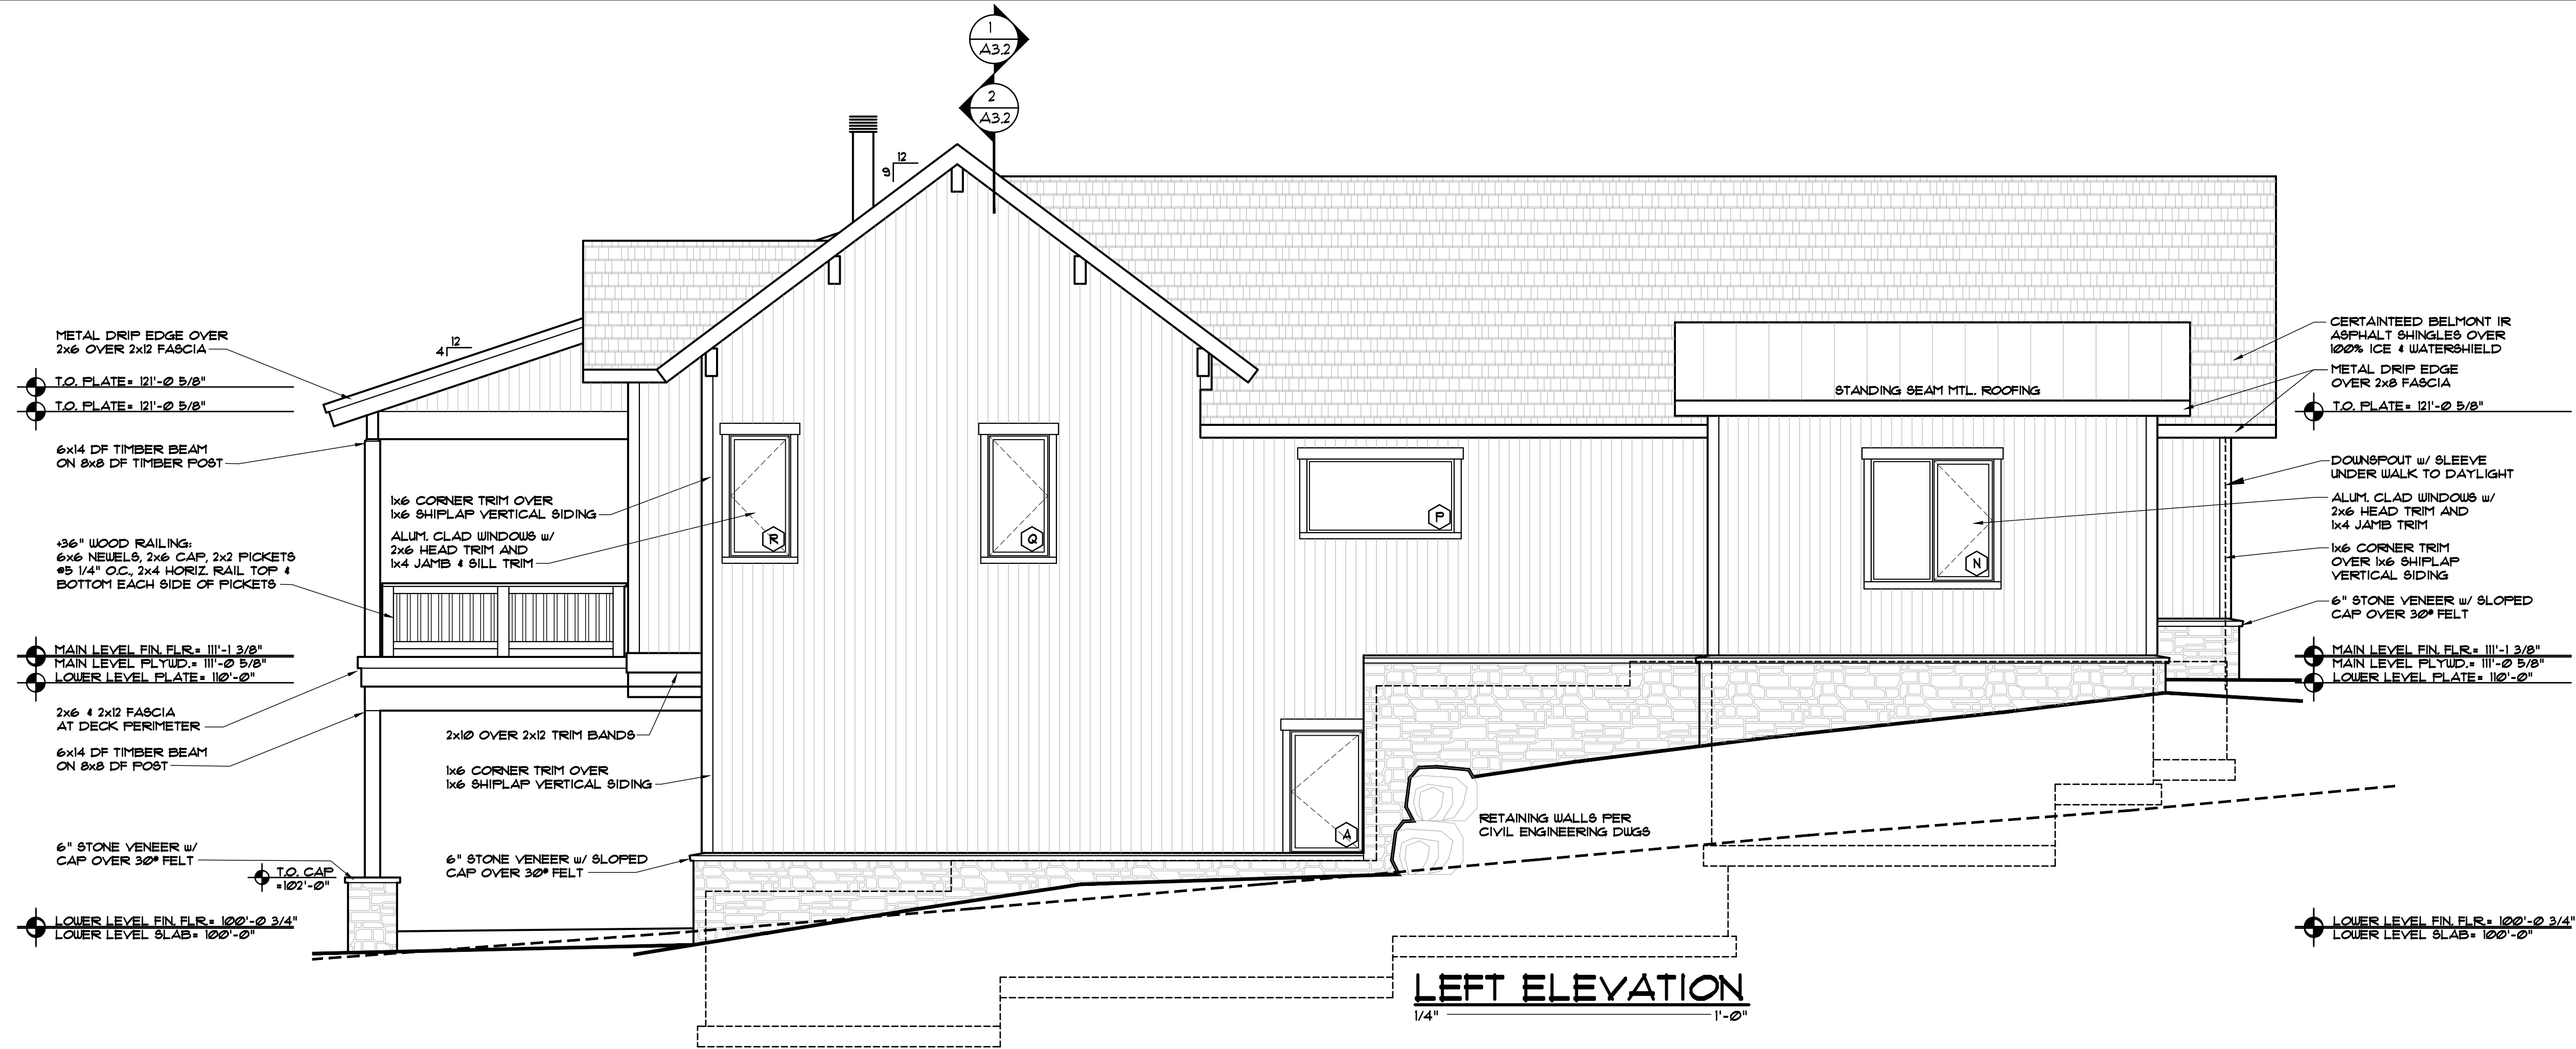 1
A3.2
2
A3.2
12
9
METAL DRIP EDGE OVER
2x6 OVER 2x12 FASCIA
12
4
T.O. PLATE= 121'-0 5/8"
T.O. PLATE= 121'-0 5/8"
6x14 DF TIMBER BEAM
ON 8x8 DF TIMBER POST
1x6 CORNER TRIM OVER
1x6 SHIPLAP VERTICAL SIDING
ALUM. CLAD WINDOWS w/
2x6 HEAD TRIM AND
1x4 JAMB & SILL TRIM
+36" WOOD RAILING:
6x6 NEWELS, 2x6 CAP, 2x2 PICKETS
@5 1/4" O.C., 2x4 HORIZ. RAIL TOP &
BOTTOM EACH SIDE OF PICKETS
MAIN LEVEL FIN. FLR.= 111'-1 3/8"
MAIN LEVEL PLYWD.= 111'-0 5/8"
LOWER LEVEL PLATE= 110'-0"
2x6 & 2x12 FASCIA
AT DECK PERIMETER
6x14 DF TIMBER BEAM
ON 8x8 DF POST
2x10 OVER 2x12 TRIM BANDS
1x6 CORNER TRIM OVER
1x6 SHIPLAP VERTICAL SIDING
6" STONE VENEER w/
CAP OVER 30# FELT
T.O. CAP
=102'-0"
6" STONE VENEER w/ SLOPED
CAP OVER 30# FELT
LOWER LEVEL FIN. FLR.= 100'-0 3/4"
LOWER LEVEL SLAB= 100'-0"
R
Q
P
N
A
STANDING SEAM MTL. ROOFING
RETAINING WALLS PER
CIVIL ENGINEERING DWGS
CERTAINTEED BELMONT IR
ASPHALT SHINGLES OVER
100% ICE & WATERSHIELD
METAL DRIP EDGE
OVER 2x8 FASCIA
T.O. PLATE= 121'-0 5/8"
DOWNSPOUT w/ SLEEVE
UNDER WALK TO DAYLIGHT
ALUM. CLAD WINDOWS w/
2x6 HEAD TRIM AND
1x4 JAMB TRIM
1x6 CORNER TRIM
OVER 1x6 SHIPLAP
VERTICAL SIDING
6" STONE VENEER w/ SLOPED
CAP OVER 30# FELT
MAIN LEVEL FIN. FLR.= 111'-1 3/8"
MAIN LEVEL PLYWD.= 111'-0 5/8"
LOWER LEVEL PLATE= 110'-0"
LOWER LEVEL FIN. FLR.= 100'-0 3/4"
LOWER LEVEL SLAB= 100'-0"
LEFT ELEVATION
1/4" 1'-0"